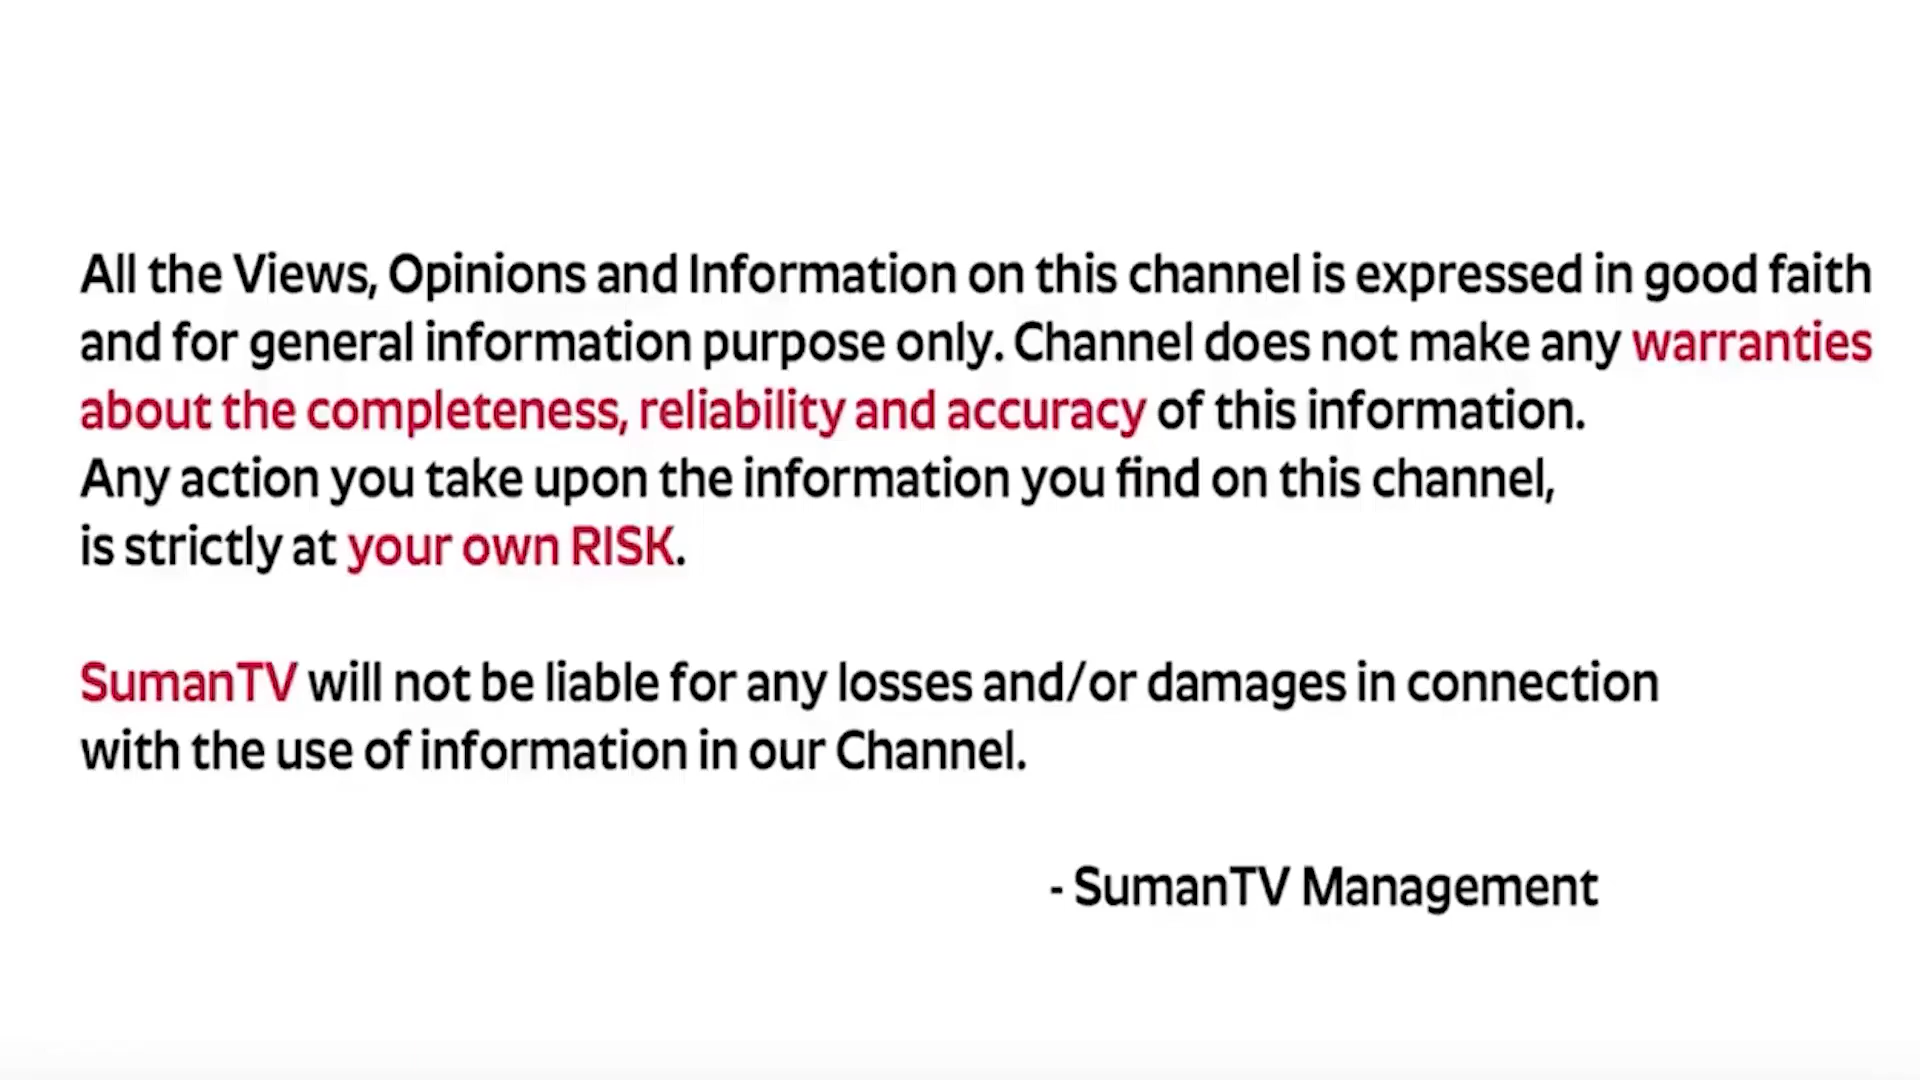 All the Views, Opinions and Information on this channel is expressed in good faith
and for general information purpose only. Channel does not make any warranties
about the completeness, reliability and accuracy of this information.
Any action you take upon the information you find on this channel,
is strictly at your own RISK.
SumanTV will not be liable for any losses and/or damages in connection
with the use of information in our Channel.
- SumanTV Management